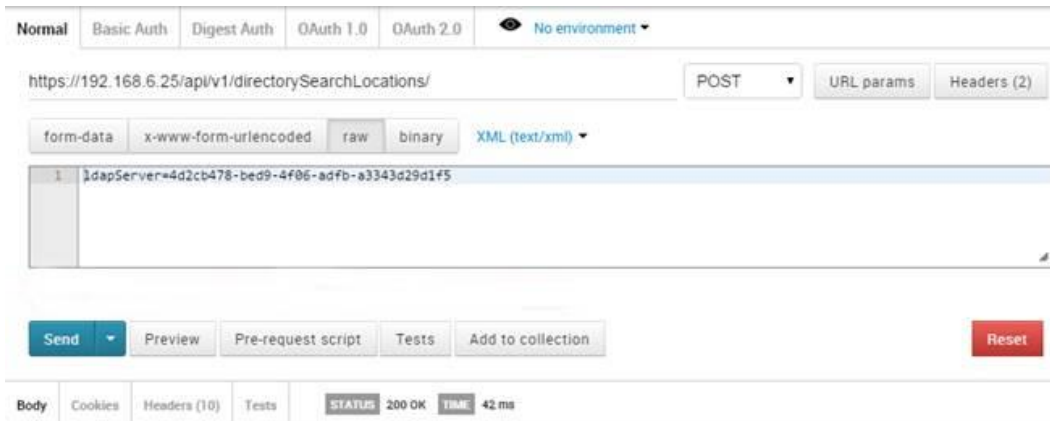 Normal Basic Auth Digest Auth OAuth 1.0 OAuth 2.0 No environment
https://192.168.6.25/api/v1/directorySearchLocations/ POST URL params Headers (2)
form-data x-www-form-urlencoded raw binary XML (text/xml)
1 ldapServer=4d2cb478-bed9-4f06-adfb-a3343d29d1f5
Send Preview Pre-request script Tests Add to collection Reset
Body Cookies Headers (10) Tests STATUS 200 OK TIME 42 ms